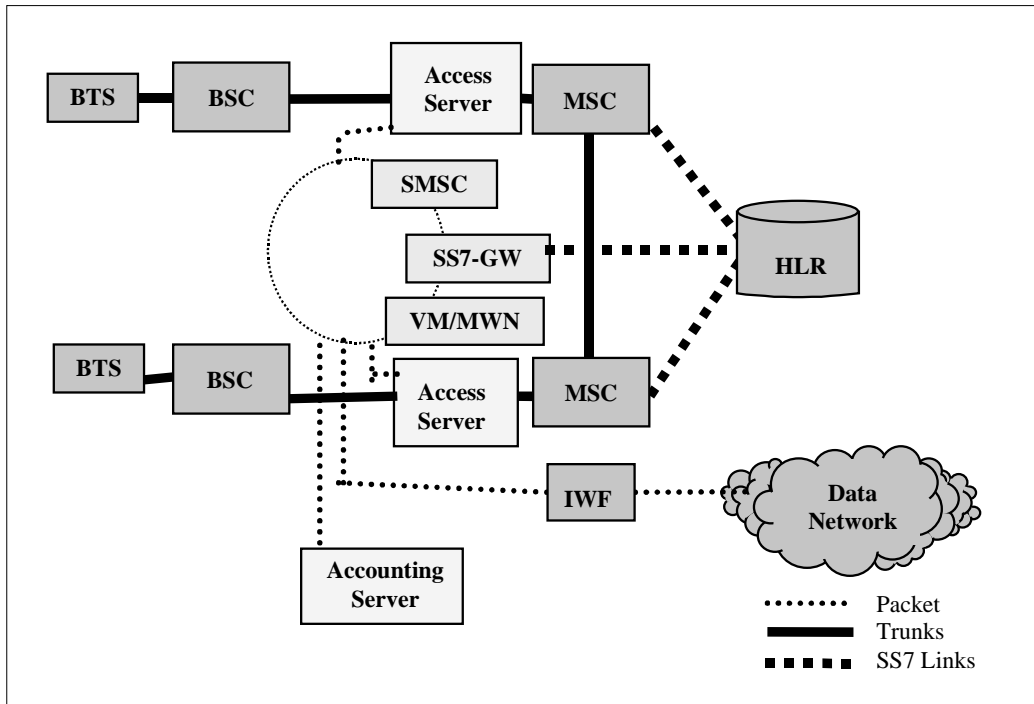 BTS
BSC
Access
Server
MSC
SMSC
SS7-GW
HLR
VM/MWN
BTS
BSC
Access
Server
MSC
IWF
Data
Network
Accounting
Server
Packet
Trunks
SS7 Links